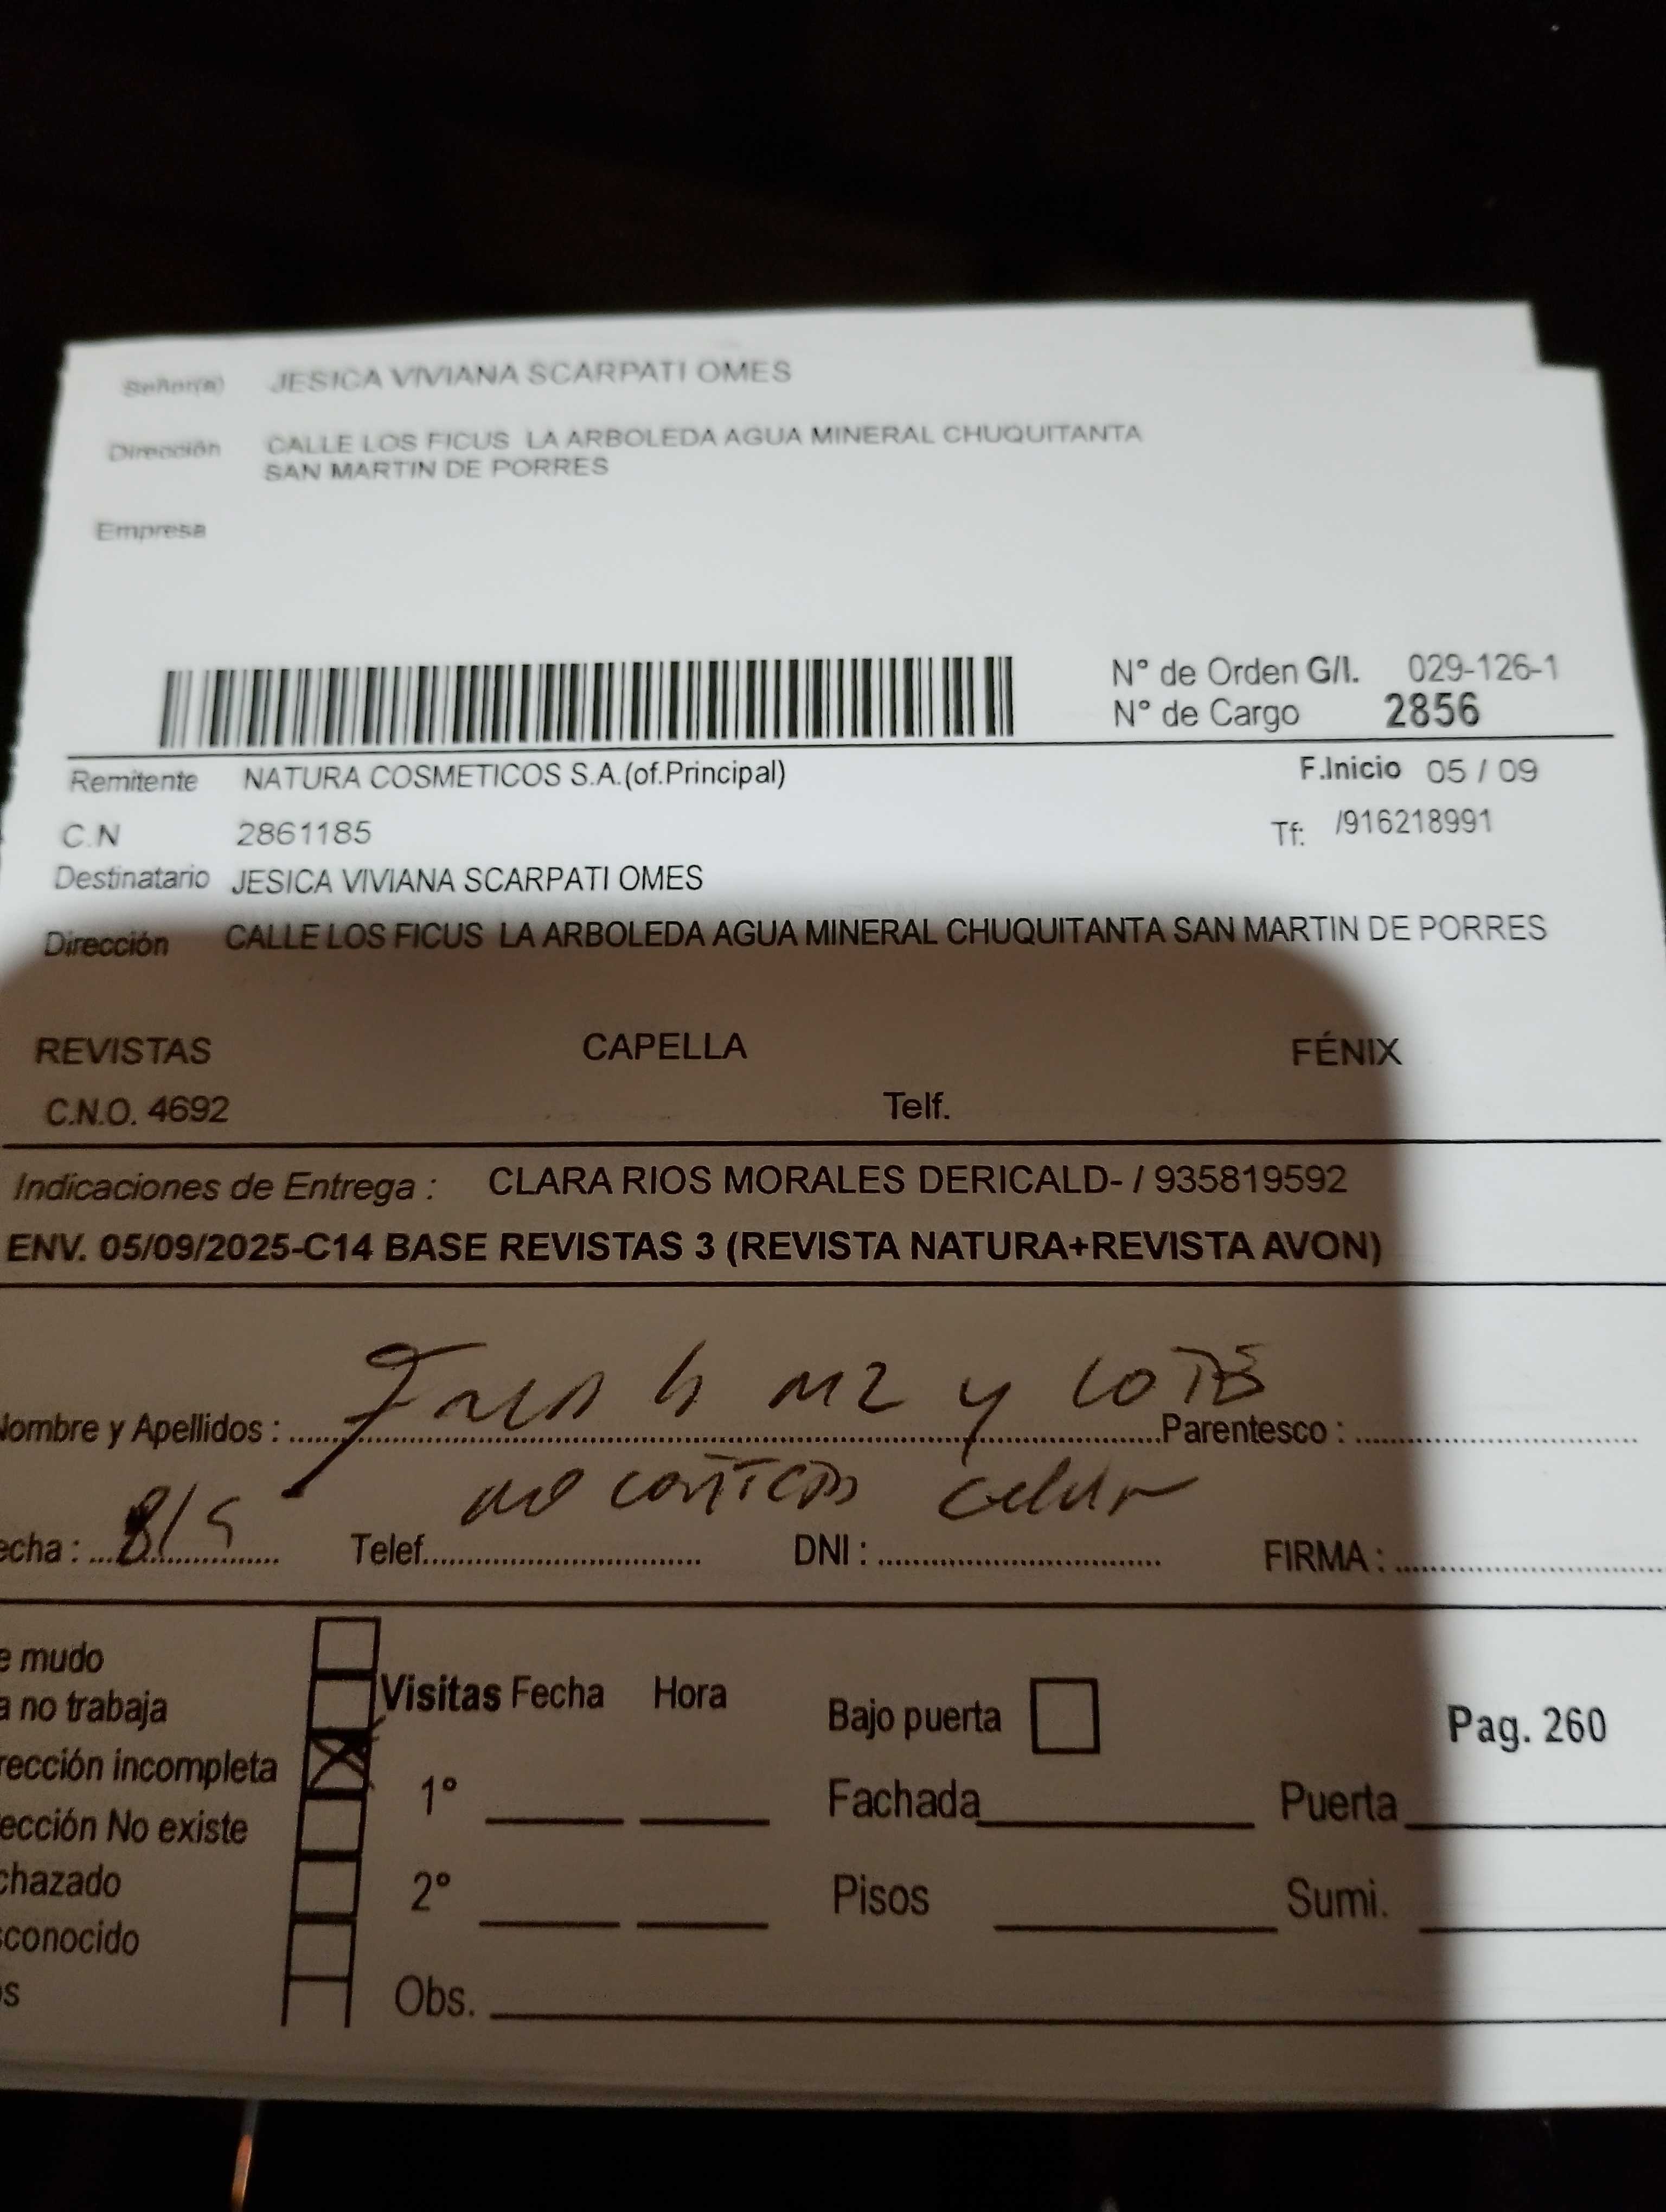 Señor(a) JESICA VIVIANA SCARPATI OMES
Dirección CALLE LOS FICUS LA ARBOLEDA AGUA MINERAL CHUQUITANTA
SAN MARTIN DE PORRES
Empresa
N° de Orden G/I. 029-126-1
N° de Cargo 2856
Remitente NATURA COSMETICOS S.A.(of.Principal) F.Inicio 05 / 09
C.N 2861185 Tf: /916218991
Destinatario JESICA VIVIANA SCARPATI OMES
Dirección CALLE LOS FICUS LA ARBOLEDA AGUA MINERAL CHUQUITANTA SAN MARTIN DE PORRES
REVISTAS CAPELLA FÉNIX
C.N.O. 4692 Telf.
Indicaciones de Entrega : CLARA RIOS MORALES DERICALD- / 935819592
ENV. 05/09/2025-C14 BASE REVISTAS 3 (REVISTA NATURA+REVISTA AVON)
MZ y LOTE
Nombre y Apellidos : Parentesco :
no celular
echa : 8/9 Telef. DNI : FIRMA :
e mudo
Visitas Fecha Hora Bajo puerta
a no trabaja Pag. 260
rección incompleta 1° Fachada Puerta
ección No existe
chazado 2° Pisos Sumi.
conocido
s Obs.